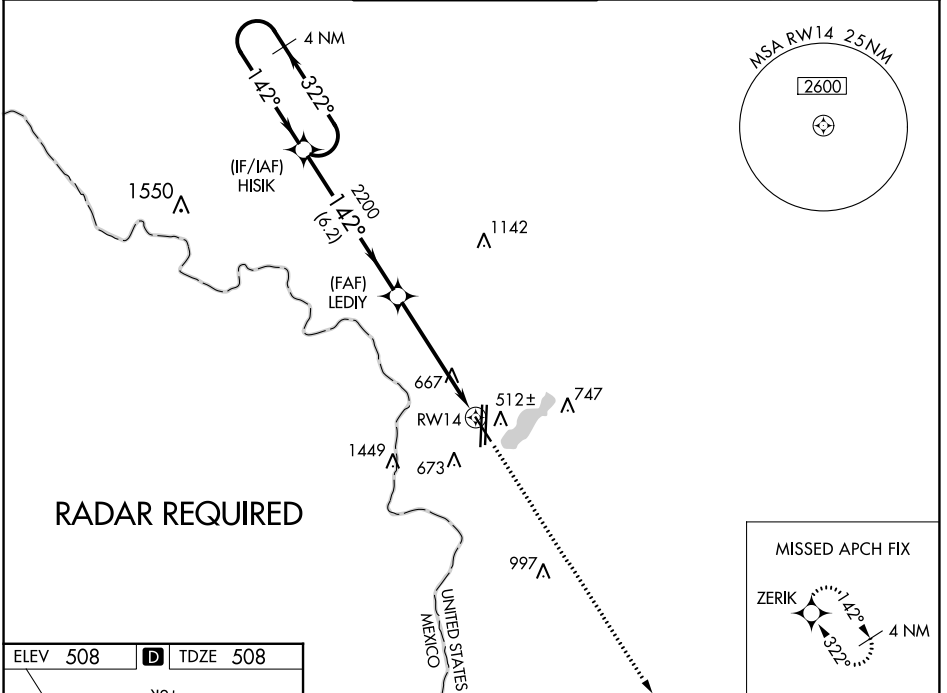 4 NM
142°
322°
MSA RW14 25 NM
2600
(IF/IAF)
HISIK
1550
2200
142°
(6.2)
1142
(FAF)
LEDIY
667
512±
747
RW14
1449
673
RADAR REQUIRED
997
UNITED STATES
MEXICO
MISSED APCH FIX
ZERIK
142°
322°
4 NM
ELEV 508 D TDZE 508